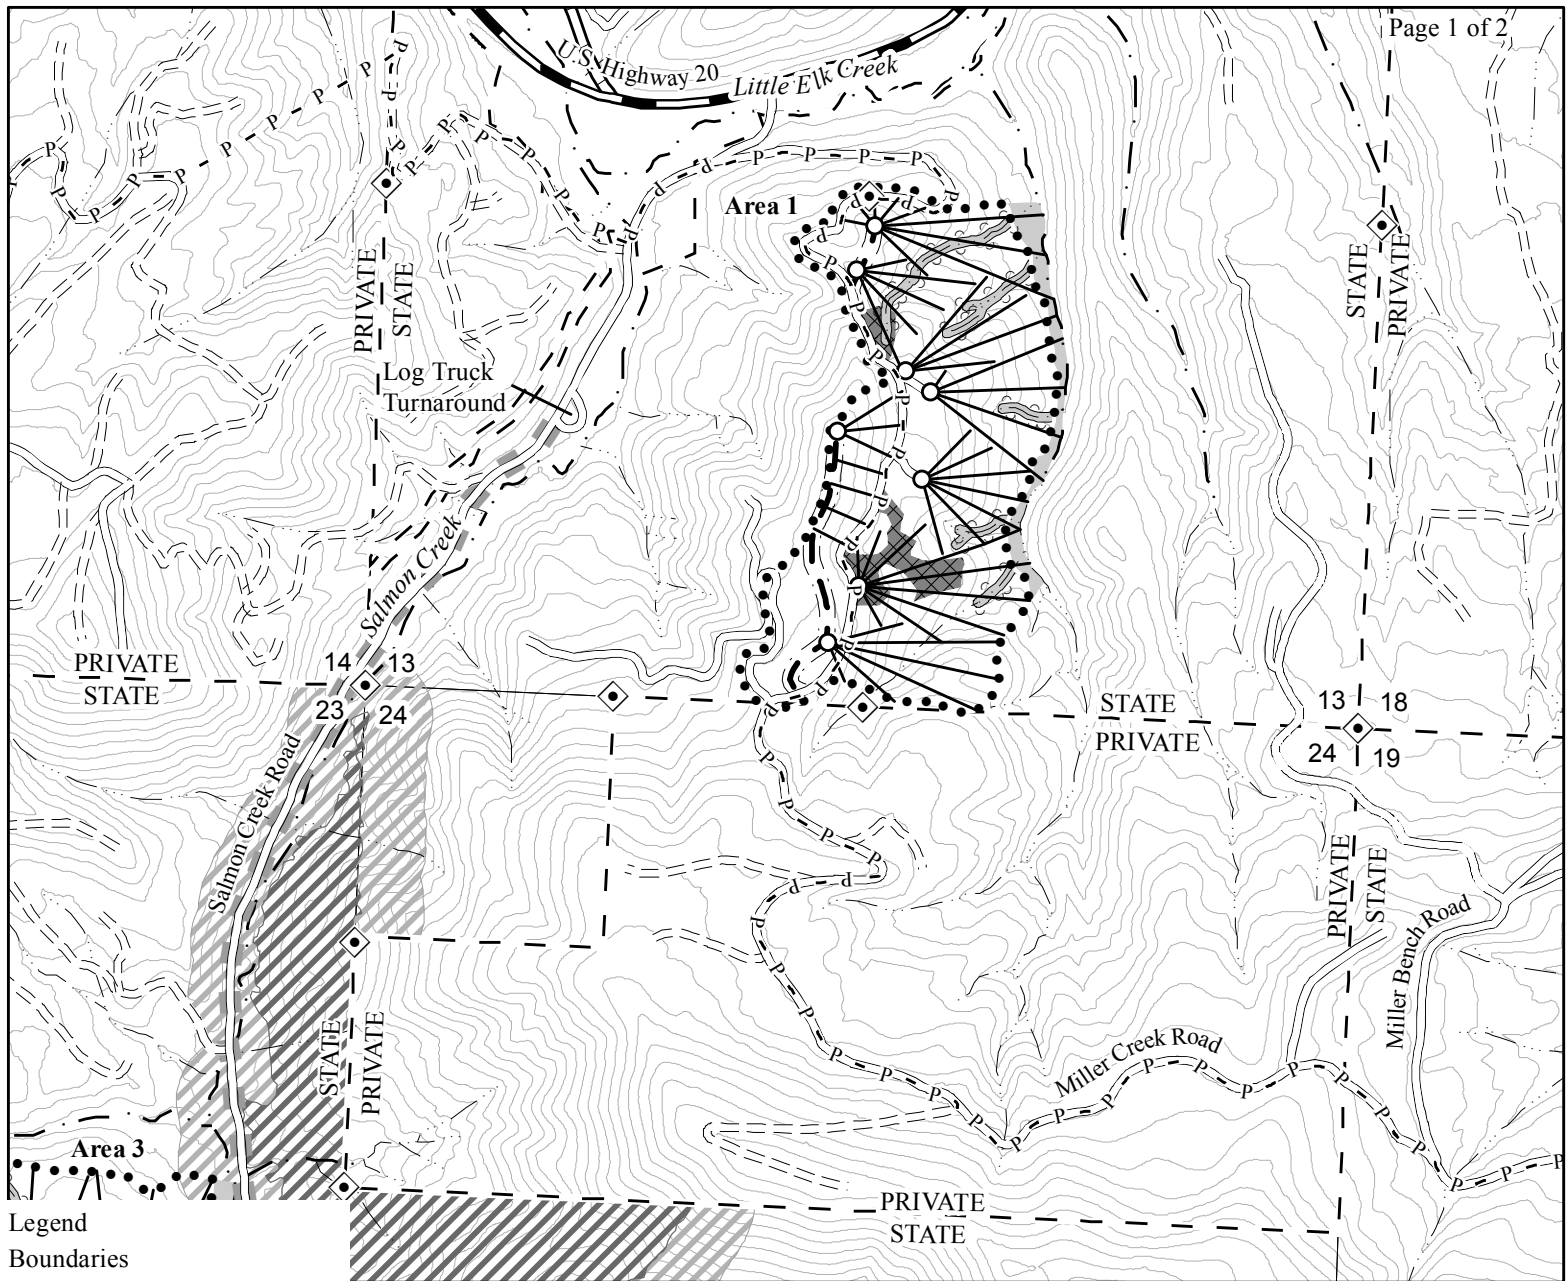 Page 1 of 2
U.S. Highway 20
Little Elk Creek
Area 1
PRIVATE
STATE
STATE
PRIVATE
Log Truck
Turnaround
Salmon Creek
PRIVATE
STATE
14 13
23 24
STATE
PRIVATE
13 18
24 19
Salmon Creek Road
PRIVATE
STATE
Miller Bench Road
STATE
PRIVATE
Miller Creek Road
Area 3
PRIVATE
STATE
Legend
Boundaries